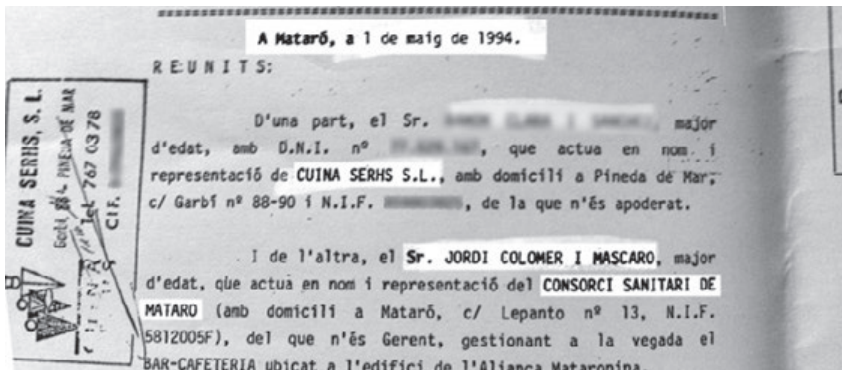 A Mataró, a 1 de maig de 1994.
REUNITS:
D'una part, el Sr. major
d'edat, amb D.N.I. nº , que actua en nom i
representació de CUINA SERHS S.L., amb domicili a Pineda de Mar,
c/ Garbí nº 88-90 i N.I.F. , de la que n'és apoderat.
I de l'altra, el Sr. JORDI COLOMER I MASCARO, major
d'edat, que actua en nom i representació del CONSORCI SANITARI DE
MATARO (amb domicili a Mataró, c/ Lepanto nº 13, N.I.F.
5812005F), del que n'és Gerent, gestionant a la vegada el
BAR-CAFETERIA ubicat a l'edifici de l'Aliança Mataronina.
CUINA SERHS, S. L.
PINEDA DE MAR
Tel. 767 03 78
C I F.